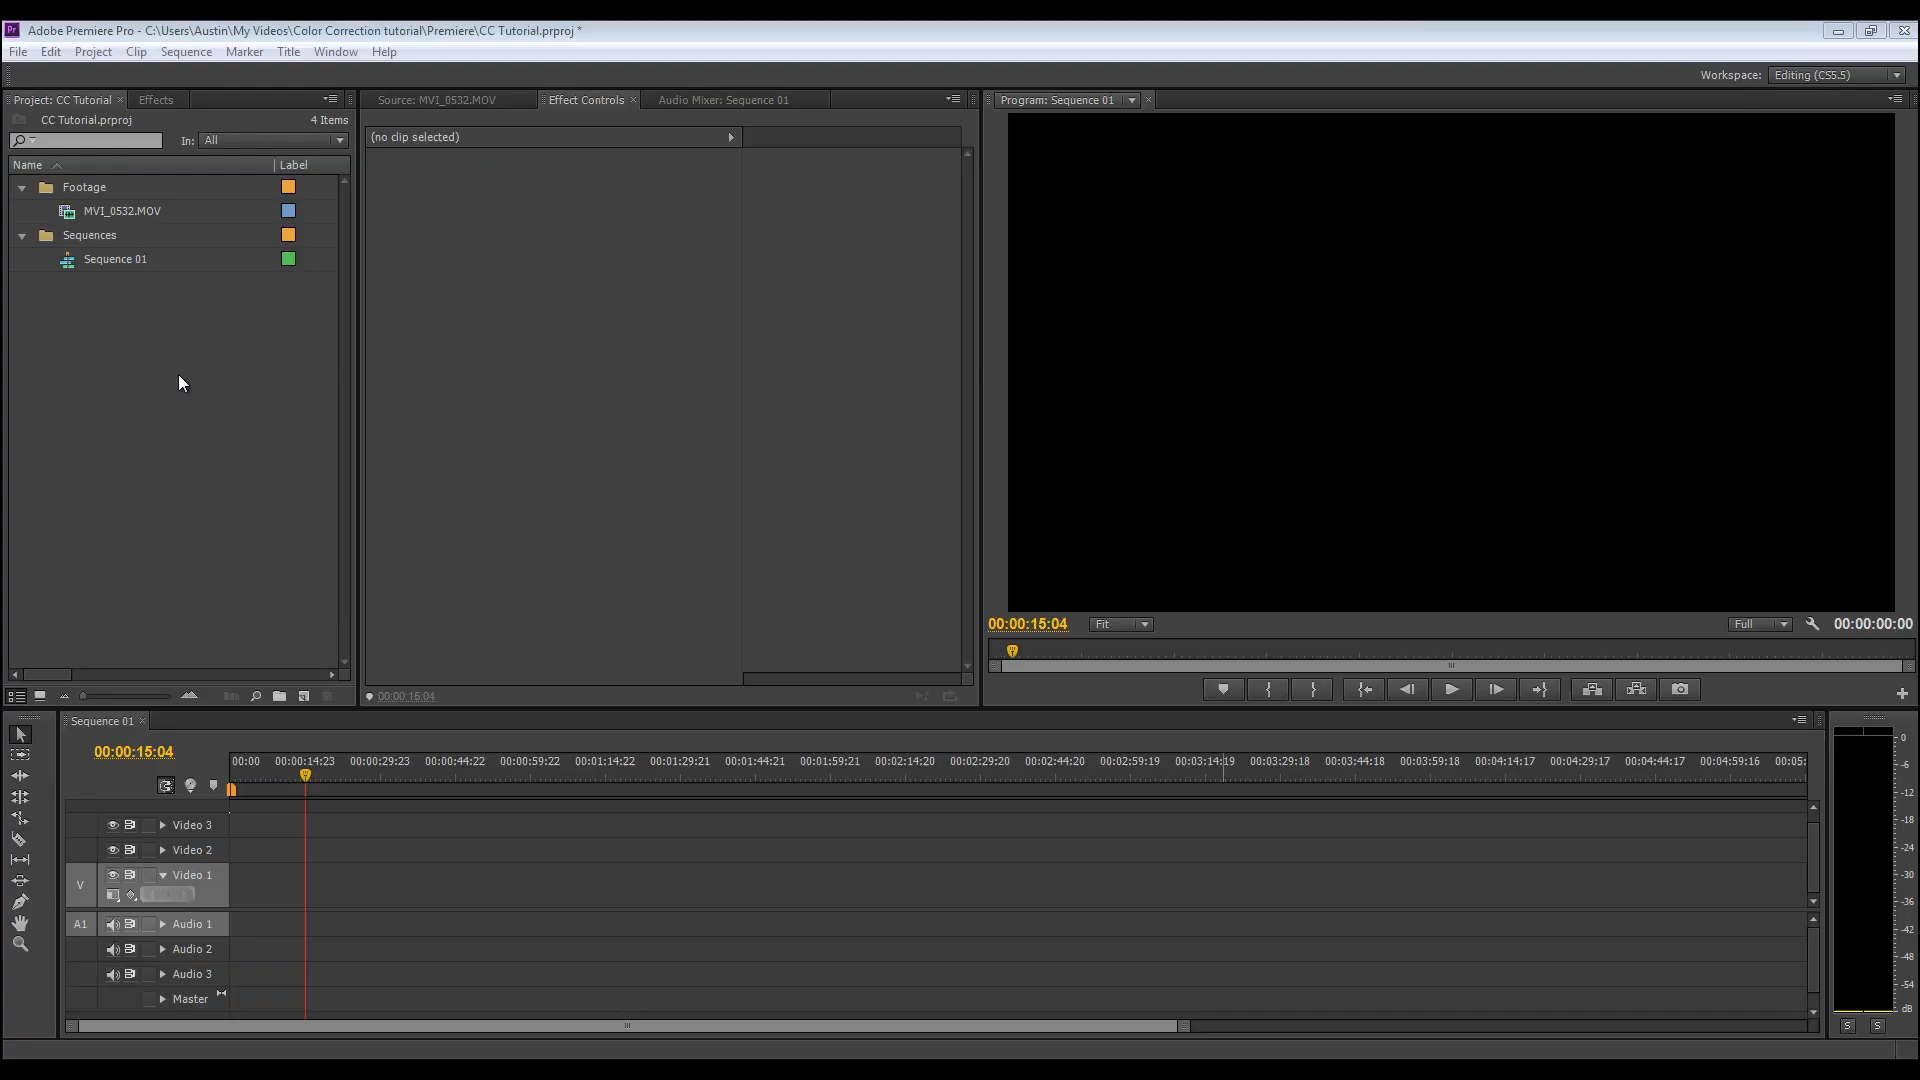 Pr Adobe Premiere Pro - C:\Users\Austin\My Videos\Color Correction tutorial\Premiere\CC Tutorial.prproj *
File Edit Project Clip Sequence Marker Title Window Help
Workspace: Editing (CS5.5)
Project: CC Tutorial × Effects
CC Tutorial.prproj 4 Items
In: All
Name Label
Footage
MVI_0532.MOV
Sequences
Sequence 01
Source: MVI_0532.MOV Effect Controls × Audio Mixer: Sequence 01
(no clip selected)
00:00:15:04
Program: Sequence 01 ×
00:00:15:04 Fit Full 00:00:00:00
Sequence 01 ×
00:00:15:04
00:00 00:00:14:23 00:00:29:23 00:00:44:22 00:00:59:22 00:01:14:22 00:01:29:21 00:01:44:21 00:01:59:21 00:02:14:20 00:02:29:20 00:02:44:20 00:02:59:19 00:03:14:19 00:03:29:18 00:03:44:18 00:03:59:18 00:04:14:17 00:04:29:17 00:04:44:17 00:04:59:16 00:05:
Video 3
Video 2
V Video 1
A1 Audio 1
Audio 2
Audio 3
Master
0
-6
-12
-18
-24
-30
-36
-42
-48
-54
dB
S S